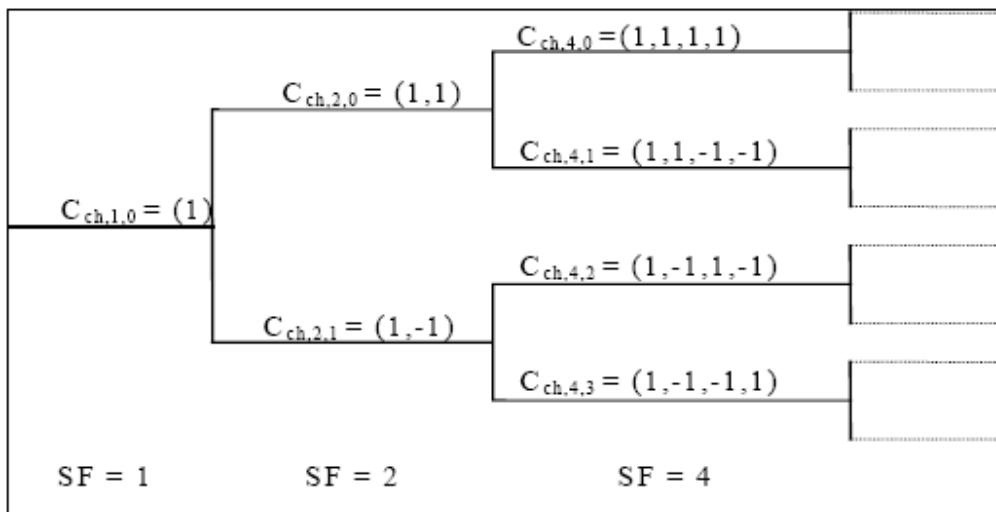 C ch,4,0 = (1,1,1,1)
C ch,2,0 = (1,1)
C ch,4,1 = (1,1,-1,-1)
C ch,1,0 = (1)
C ch,4,2 = (1,-1,1,-1)
C ch,2,1 = (1,-1)
C ch,4,3 = (1,-1,-1,1)
SF = 1
SF = 2
SF = 4